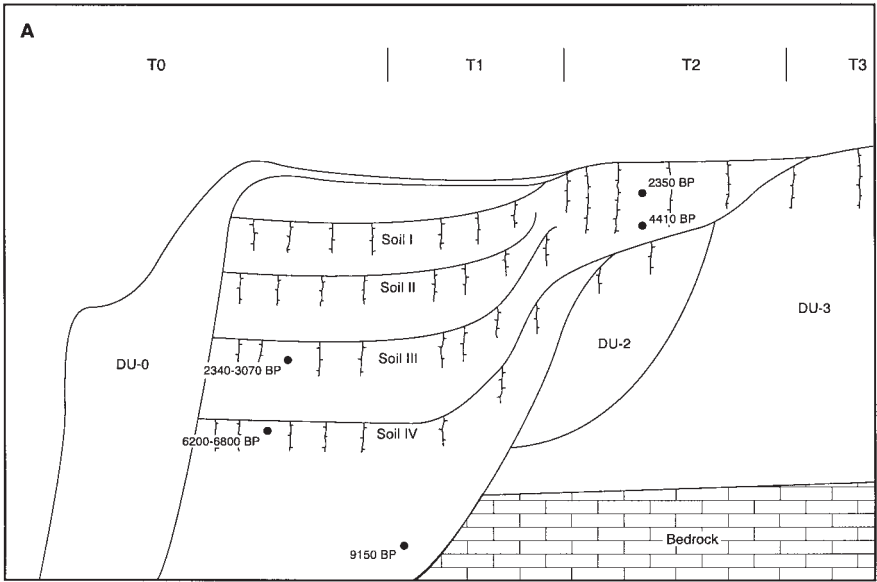 A
T0
T1
T2
T3
2350 BP
4410 BP
Soil I
Soil II
DU-3
DU-2
Soil III
DU-0
2340-3070 BP
Soil IV
6200-6800 BP
Bedrock
9150 BP